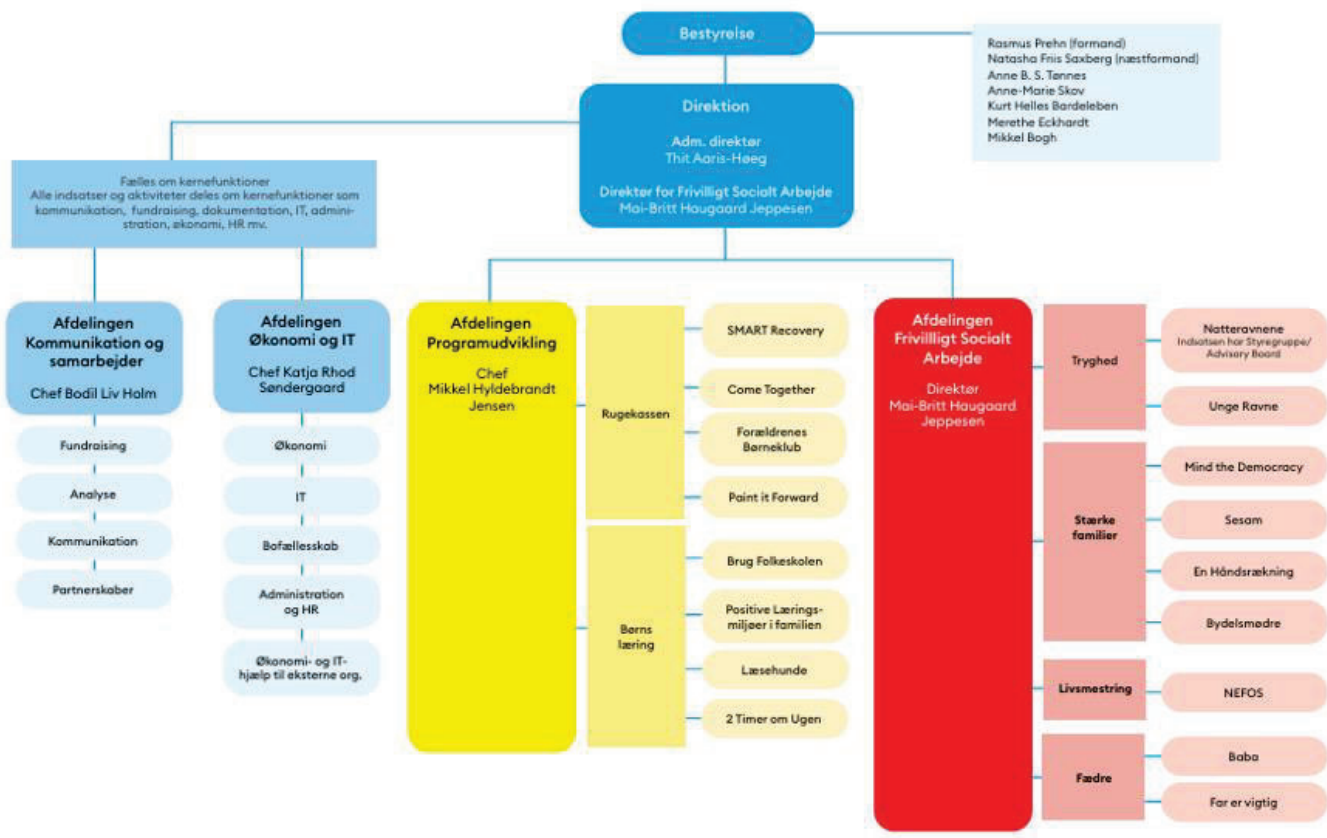 Bestyrelse
Rasmus Prehn (formand)
Natasha Friis Saxberg (næstformand)
Anne B. S. Tønnes
Anne-Marie Skov
Kurt Helles Bardeleben
Merethe Eckhardt
Mikkel Bogh
Direktion
Adm. direktør
Thit Aaris-Høeg
Direktør for Frivilligt Socialt Arbejde
Mai-Britt Haugaard Jeppesen
Fælles om kernefunktioner
Alle indsatser og aktiviteter deles om kernefunktioner som
kommunikation, fundraising, dokumentation, IT, admini-
stration, økonomi, HR mv.
Afdelingen
Kommunikation og
samarbejder
Chef Bodil Liv Holm
Fundraising
Analyse
Kommunikation
Partnerskaber
Afdelingen
Økonomi og IT
Chef Katja Rhod
Søndergaard
Økonomi
IT
Bofællesskab
Administration
og HR
Økonomi- og IT-
hjælp til eksterne org.
Afdelingen
Programudvikling
Chef
Mikkel Hyldebrandt
Jensen
Rugekassen
SMART Recovery
Come Together
Forældrenes
Børneklub
Paint it Forward
Børns
læring
Brug Folkeskolen
Positive Lærings-
miljøer i familien
Læsehunde
2 Timer om Ugen
Afdelingen
Frivillligt Socialt
Arbejde
Direktør
Mai-Britt Haugaard
Jeppesen
Tryghed
Natteravnene
Indsatsen har Styregruppe/
Advisory Board
Unge Ravne
Stærke
familier
Mind the Democracy
Sesam
En Håndsrækning
Bydelsmødre
Livsmestring
NEFOS
Fædre
Baba
Far er vigtig